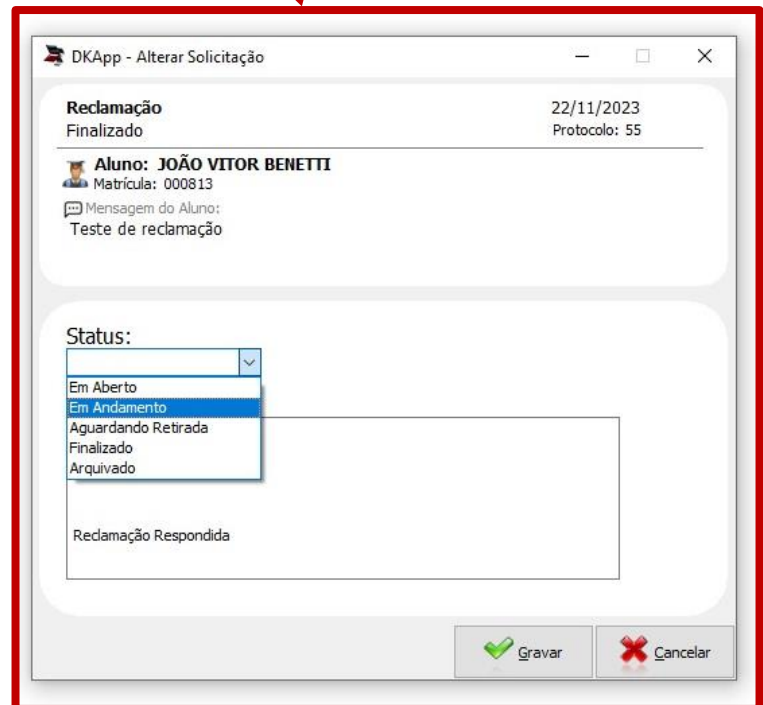 DKApp - Alterar Solicitação
Reclamação
22/11/2023
Finalizado
Protocolo: 55
Aluno: JOÃO VITOR BENETTI
Matrícula: 000813
Mensagem do Aluno:
Teste de reclamação
Status:
Em Aberto
Em Andamento
Aguardando Retirada
Finalizado
Arquivado
Reclamação Respondida
Gravar
Cancelar